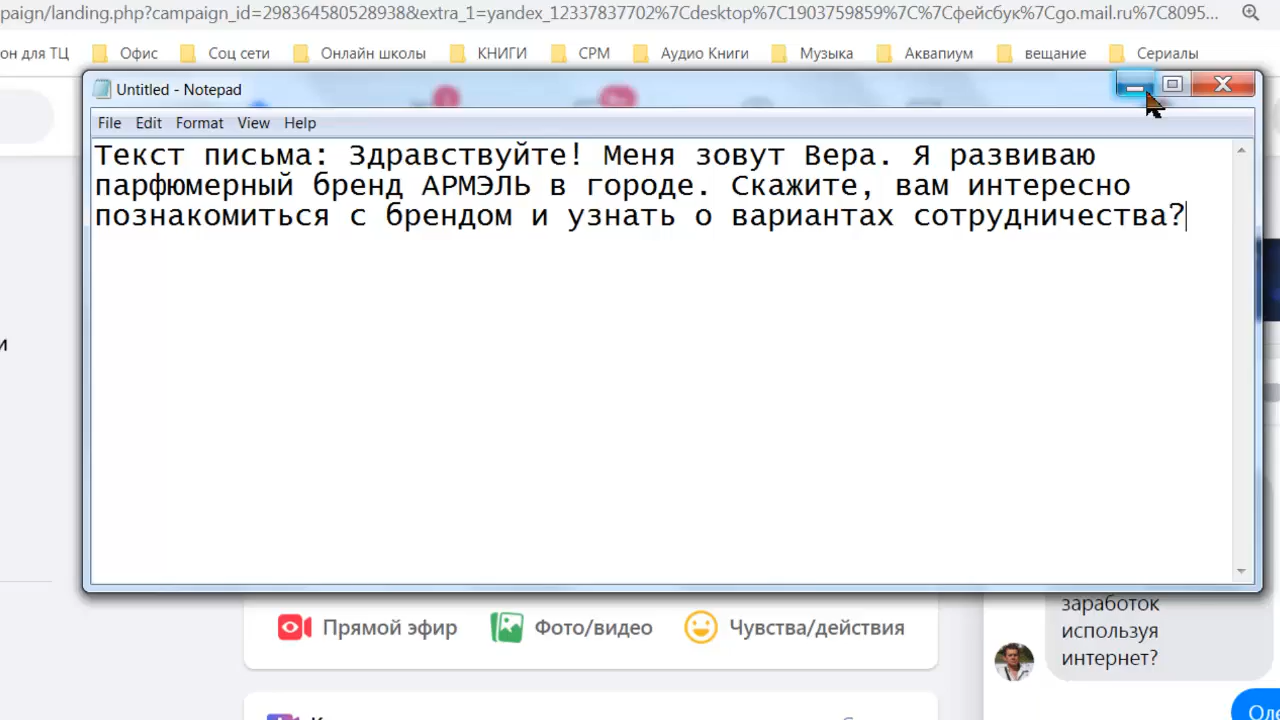 paign/landing.php?campaign_id=298364580528938&extra_1=yandex_12337837702%7Cdesktop%7C1903759859%7C%7Cфейсбук%7Cgo.mail.ru%7C8095...
он для ТЦ Офис Соц сети Онлайн школы КНИГИ СРМ Аудио Книги Музыка Аквапиум вещание Сериалы
Untitled - Notepad
File Edit Format View Help
Текст письма: Здравствуйте! Меня зовут Вера. Я развиваю
парфюмерный бренд АРМЭЛЬ в городе. Скажите, вам интересно
познакомиться с брендом и узнать о вариантах сотрудничества?
и
заработок
используя
интернет?
Прямой эфир Фото/видео Чувства/действия